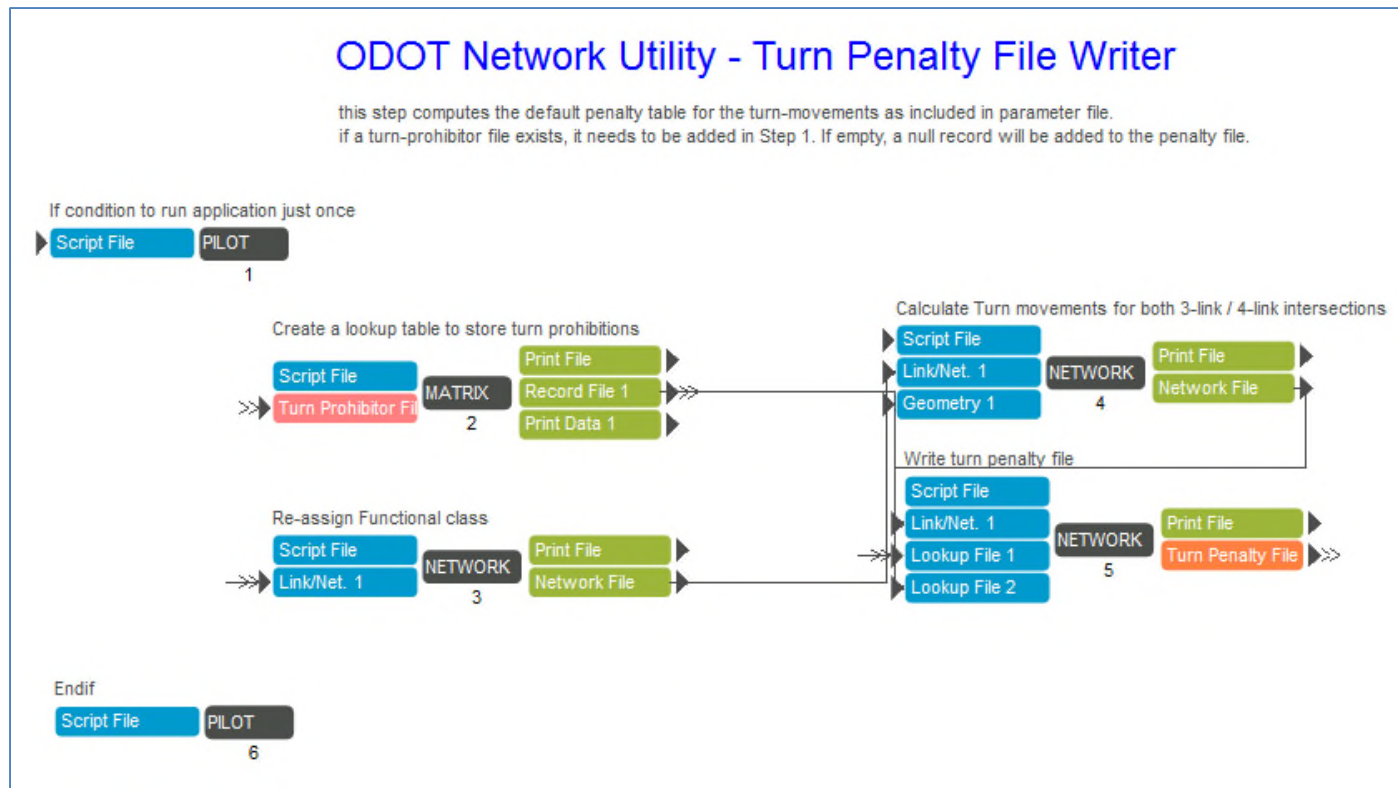 ODOT Network Utility - Turn Penalty File Writer
this step computes the default penalty table for the turn-movements as included in parameter file.
if a turn-prohibitor file exists, it needs to be added in Step 1. If empty, a null record will be added to the penalty file.
If condition to run application just once
Script File
PILOT
1
Create a lookup table to store turn prohibitions
Script File
Turn Prohibitor Fil
MATRIX
2
Print File
Record File 1
Print Data 1
Re-assign Functional class
Script File
Link/Net. 1
NETWORK
3
Print File
Network File
Calculate Turn movements for both 3-link / 4-link intersections
Script File
Link/Net. 1
Geometry 1
NETWORK
4
Print File
Network File
Write turn penalty file
Script File
Link/Net. 1
Lookup File 1
Lookup File 2
NETWORK
5
Print File
Turn Penalty File
Endif
Script File
PILOT
6